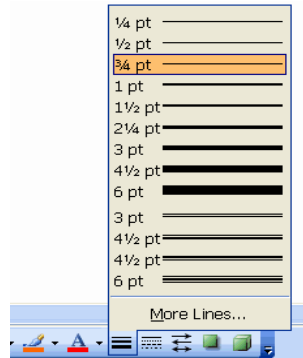 ¼ pt
½ pt
¾ pt
1 pt
1½ pt
2¼ pt
3 pt
4½ pt
6 pt
3 pt
4½ pt
4½ pt
6 pt
More Lines...
A